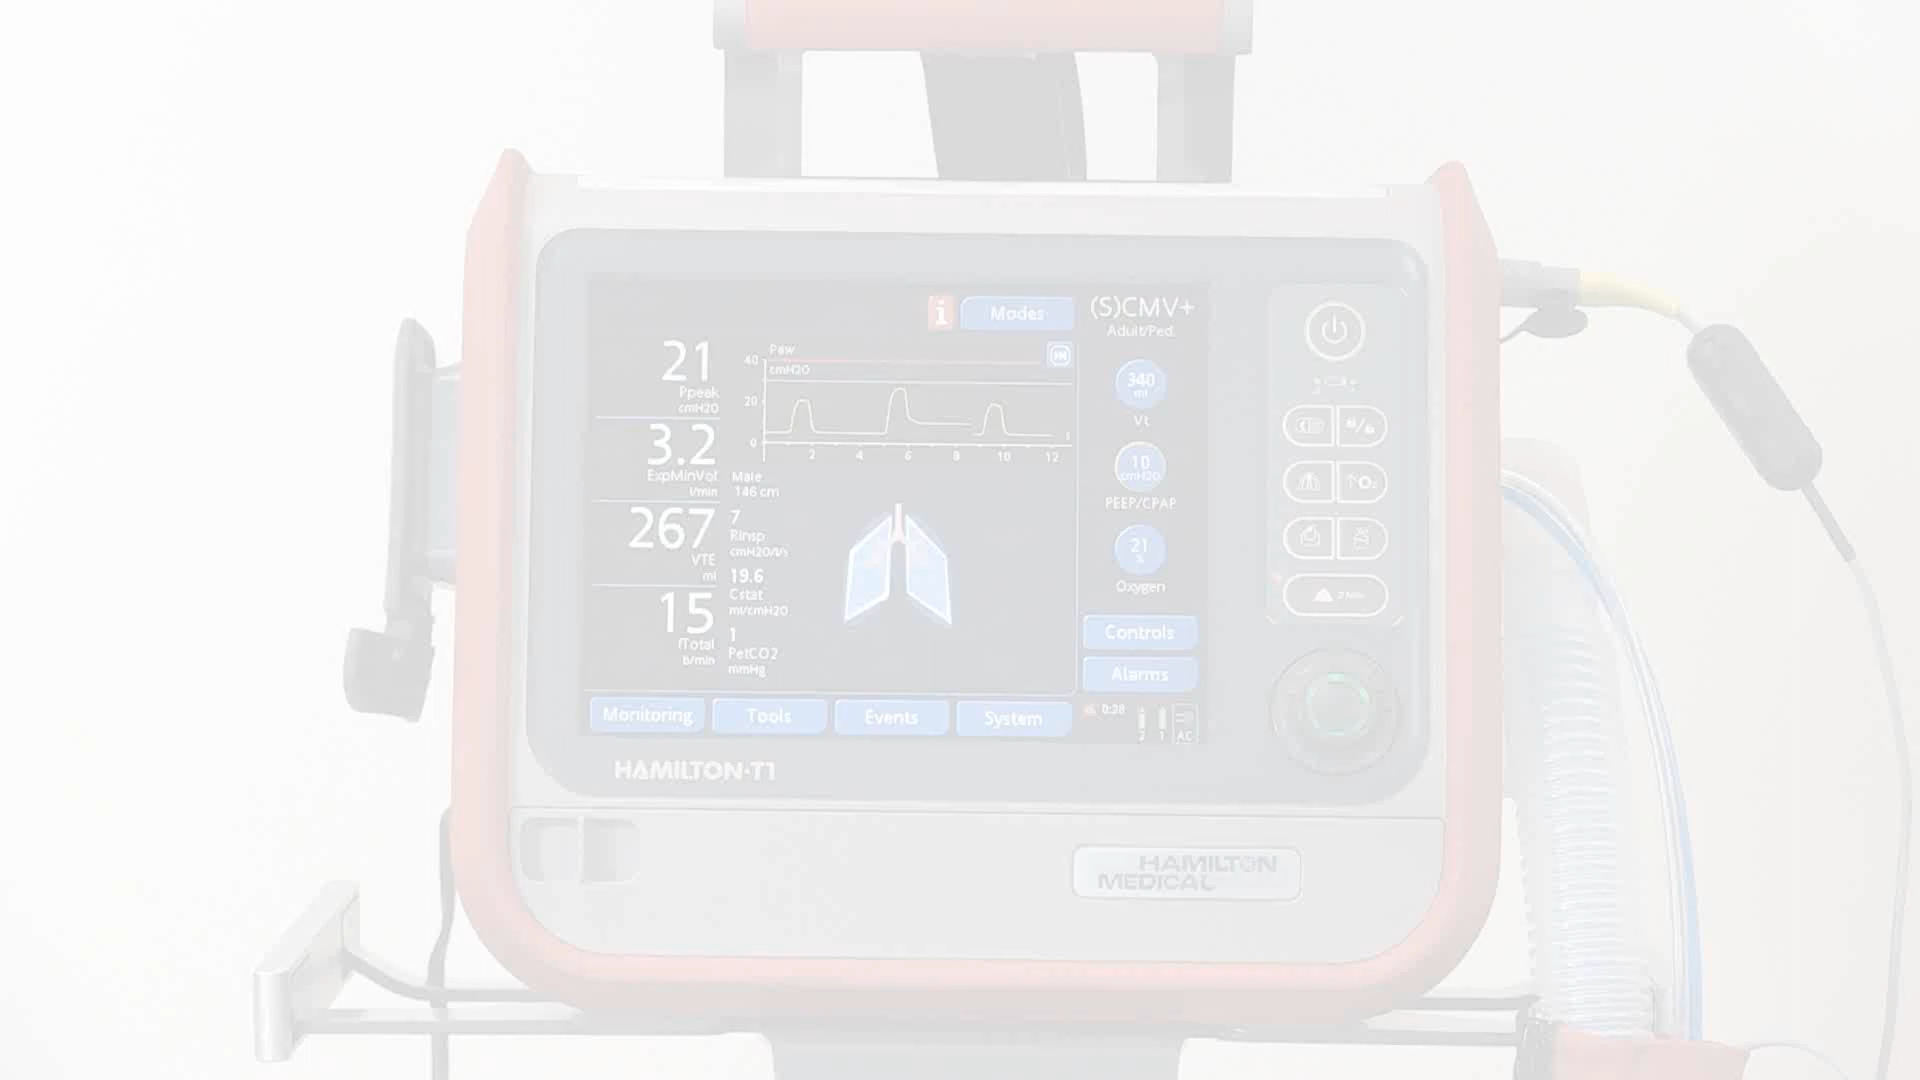 i Modes
(S)CMV+
Adult/Ped.
21
Ppeak
cmH2O
3.2
ExpMinVol
l/min
267
VTE
ml
15
fTotal
b/min
Paw
40
cmH2O
20
0
2 4 6 8 10 12
Male
146 cm
7
Rinsp
cmH2O/l/s
19.6
Cstat
ml/cmH2O
1
PetCO2
mmHg
340
ml
Vt
10
cmH2O
PEEP/CPAP
21
%
Oxygen
Controls
Alarms
Monitoring Tools Events System
0:28
2 1 AC
HAMILTON-T1
HAMILTON
MEDICAL